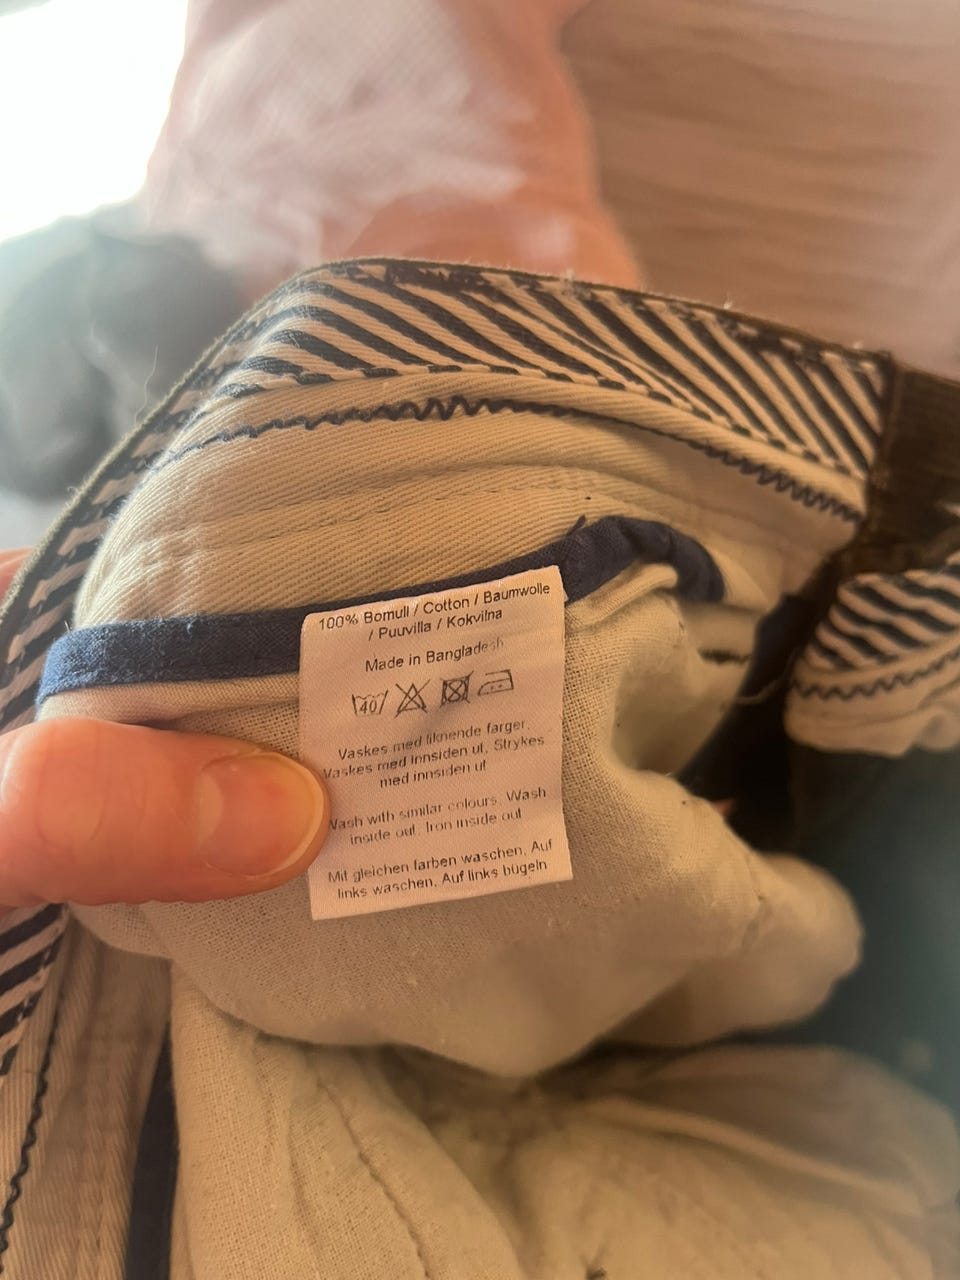 100% Bomull / Cotton / Baumwolle
/ Puuvilla / Kokvilna
Made in Bangladesh
40
Vaskes med liknende farger,
Vaskes med Innsiden ut, Strykes
med innsiden ut
Wash with similar colours, Wash
inside out, Iron inside out
Mit gleichen farben waschen, Auf
links waschen, Auf links bügeln